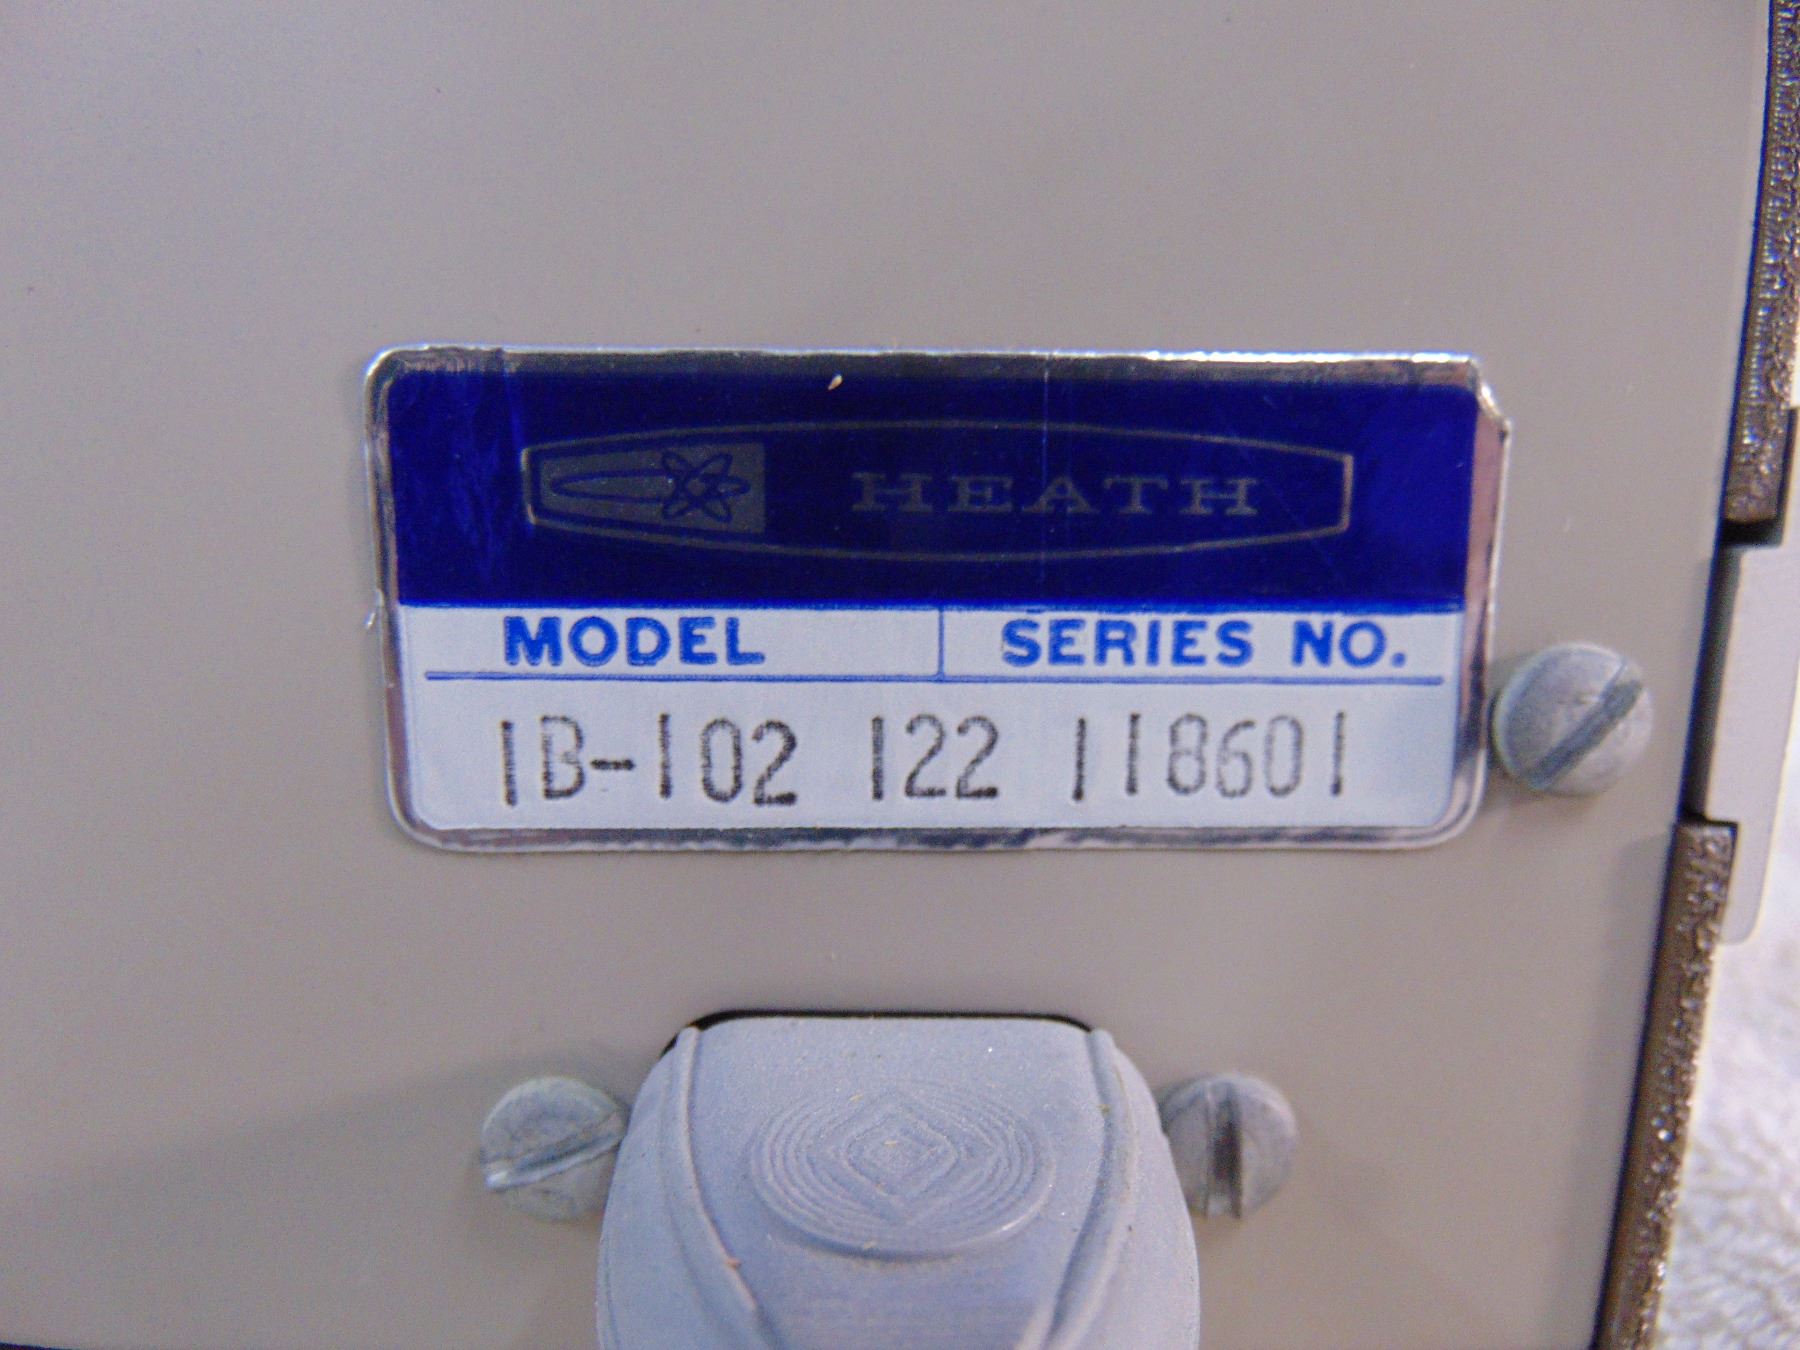 HEATH
MODEL SERIES NO.
IB-102 122 118601